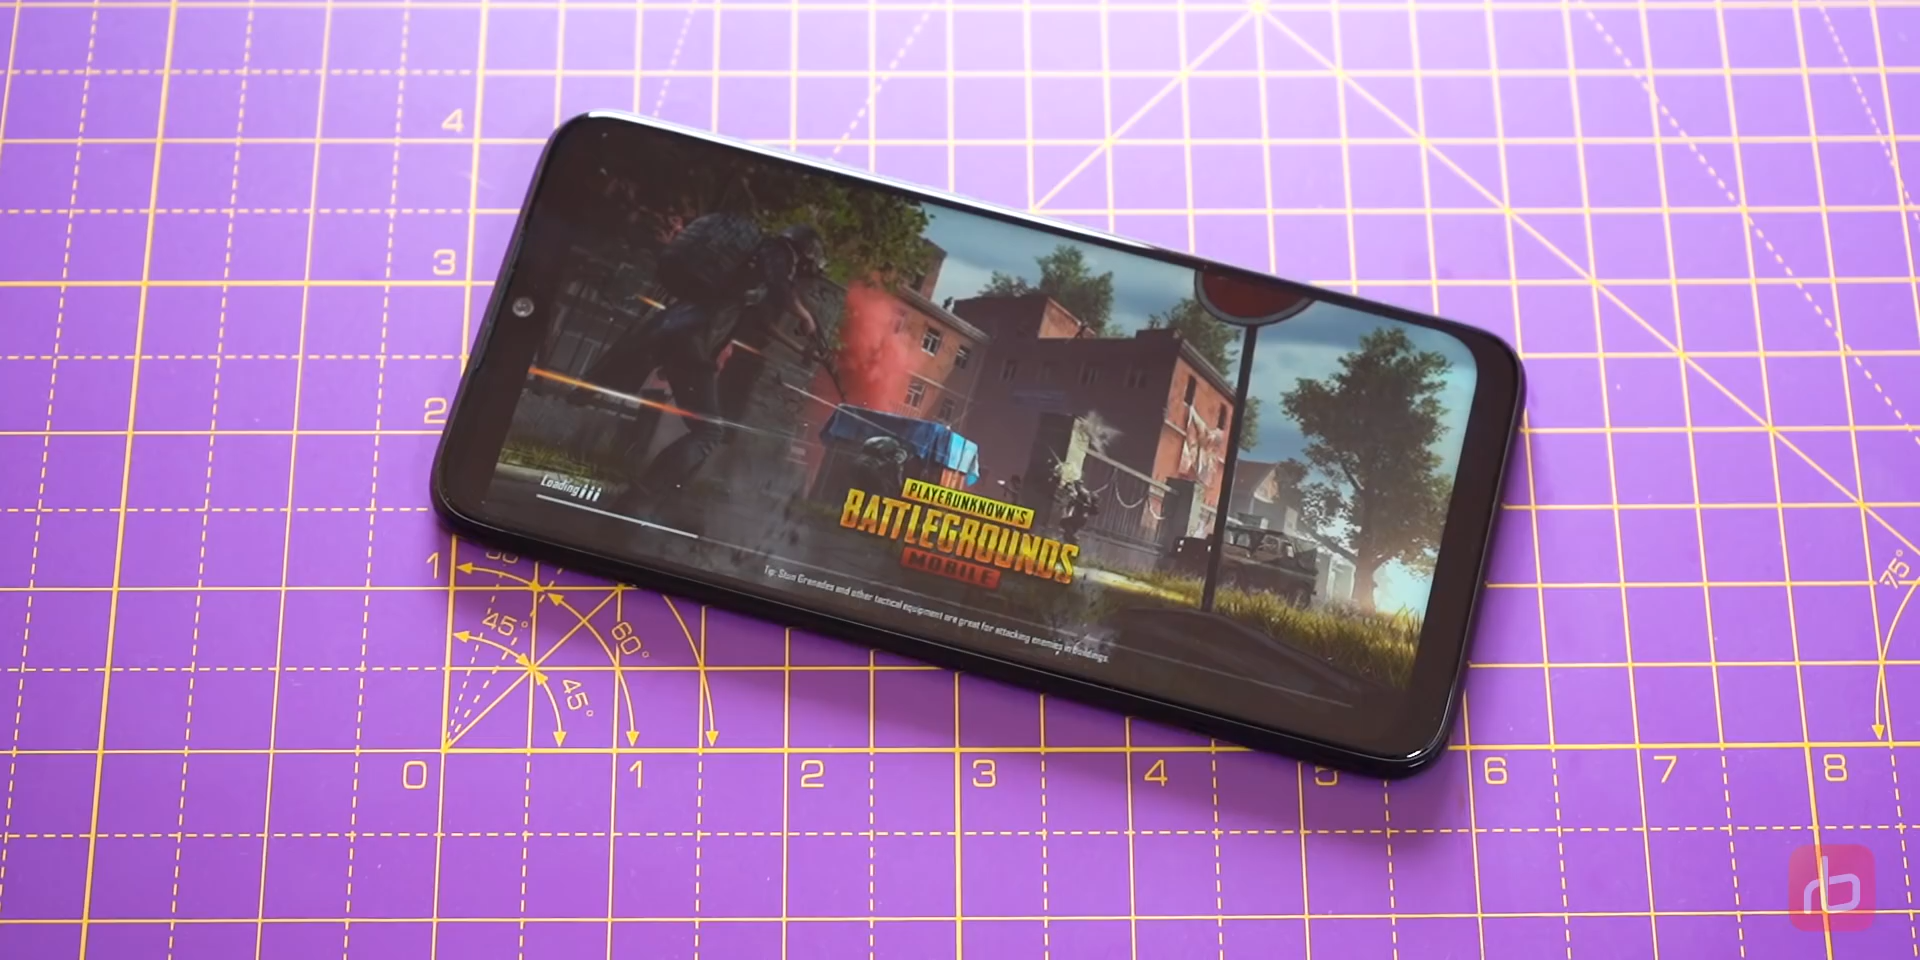 4
3
2
1
Loading
PLAYERUNKNOWN'S
BATTLEGROUNDS
MOBILE
Tip: Stun Grenades and other tactical equipment are great for attacking enemies in buildings.
45°
60°
45°
75°
0 1 2 3 4 5 6 7 8